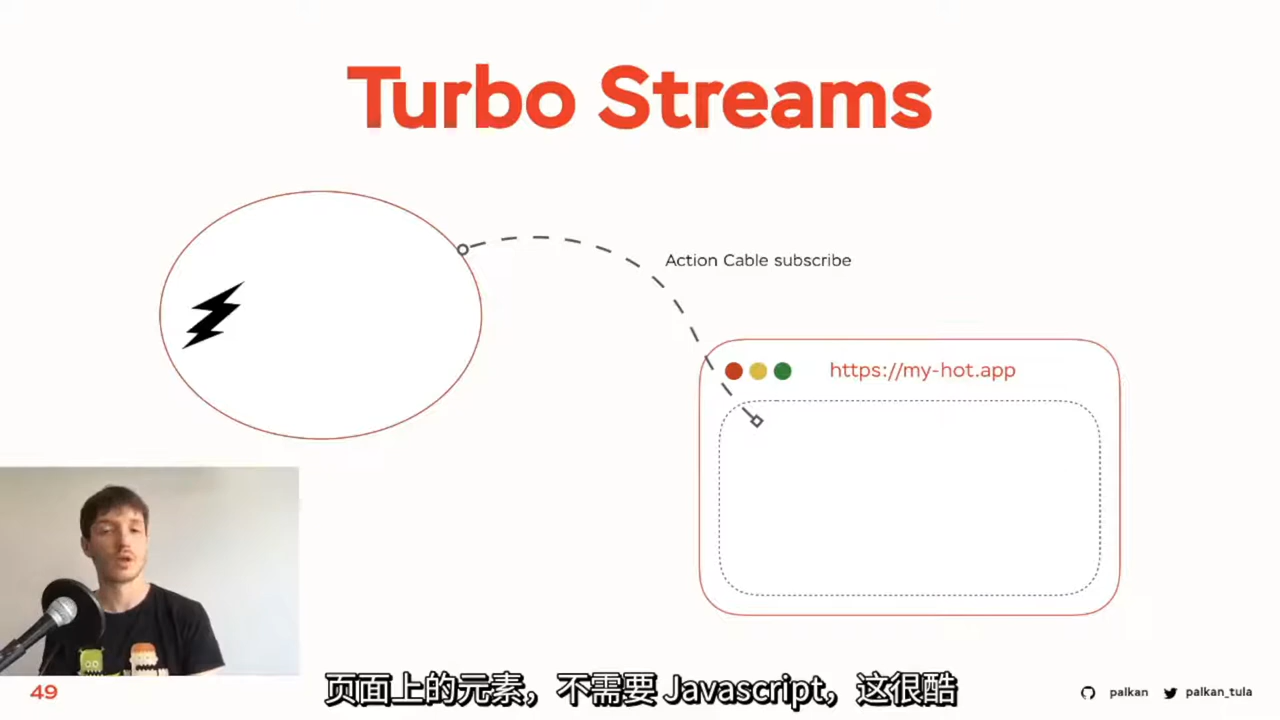 Turbo Streams
Action Cable subscribe
https://my-hot.app
页面上的元素，不需要 Javascript，这很酷
49
palkan
palkan_tula